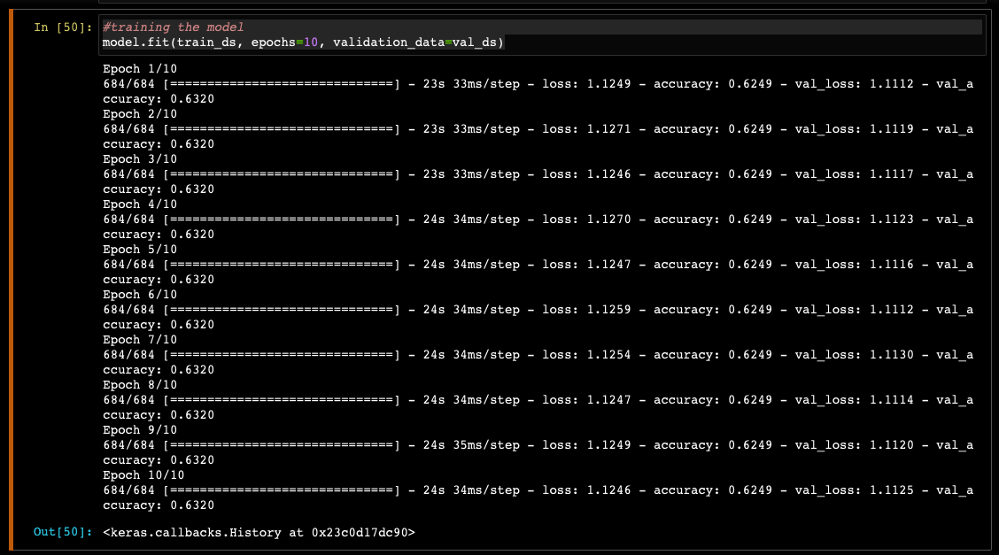 In [50]: #training the model
model.fit(train_ds, epochs=10, validation_data=val_ds)
Epoch 1/10
684/684 [==============================] - 23s 33ms/step - loss: 1.1249 - accuracy: 0.6249 - val_loss: 1.1112 - val_a
ccuracy: 0.6320
Epoch 2/10
684/684 [==============================] - 23s 33ms/step - loss: 1.1271 - accuracy: 0.6249 - val_loss: 1.1119 - val_a
ccuracy: 0.6320
Epoch 3/10
684/684 [==============================] - 23s 33ms/step - loss: 1.1246 - accuracy: 0.6249 - val_loss: 1.1117 - val_a
ccuracy: 0.6320
Epoch 4/10
684/684 [==============================] - 24s 34ms/step - loss: 1.1270 - accuracy: 0.6249 - val_loss: 1.1123 - val_a
ccuracy: 0.6320
Epoch 5/10
684/684 [==============================] - 24s 34ms/step - loss: 1.1247 - accuracy: 0.6249 - val_loss: 1.1116 - val_a
ccuracy: 0.6320
Epoch 6/10
684/684 [==============================] - 24s 34ms/step - loss: 1.1259 - accuracy: 0.6249 - val_loss: 1.1112 - val_a
ccuracy: 0.6320
Epoch 7/10
684/684 [==============================] - 24s 34ms/step - loss: 1.1254 - accuracy: 0.6249 - val_loss: 1.1130 - val_a
ccuracy: 0.6320
Epoch 8/10
684/684 [==============================] - 24s 34ms/step - loss: 1.1247 - accuracy: 0.6249 - val_loss: 1.1114 - val_a
ccuracy: 0.6320
Epoch 9/10
684/684 [==============================] - 24s 35ms/step - loss: 1.1249 - accuracy: 0.6249 - val_loss: 1.1120 - val_a
ccuracy: 0.6320
Epoch 10/10
684/684 [==============================] - 24s 34ms/step - loss: 1.1246 - accuracy: 0.6249 - val_loss: 1.1125 - val_a
ccuracy: 0.6320
Out[50]: <keras.callbacks.History at 0x23c0d17dc90>